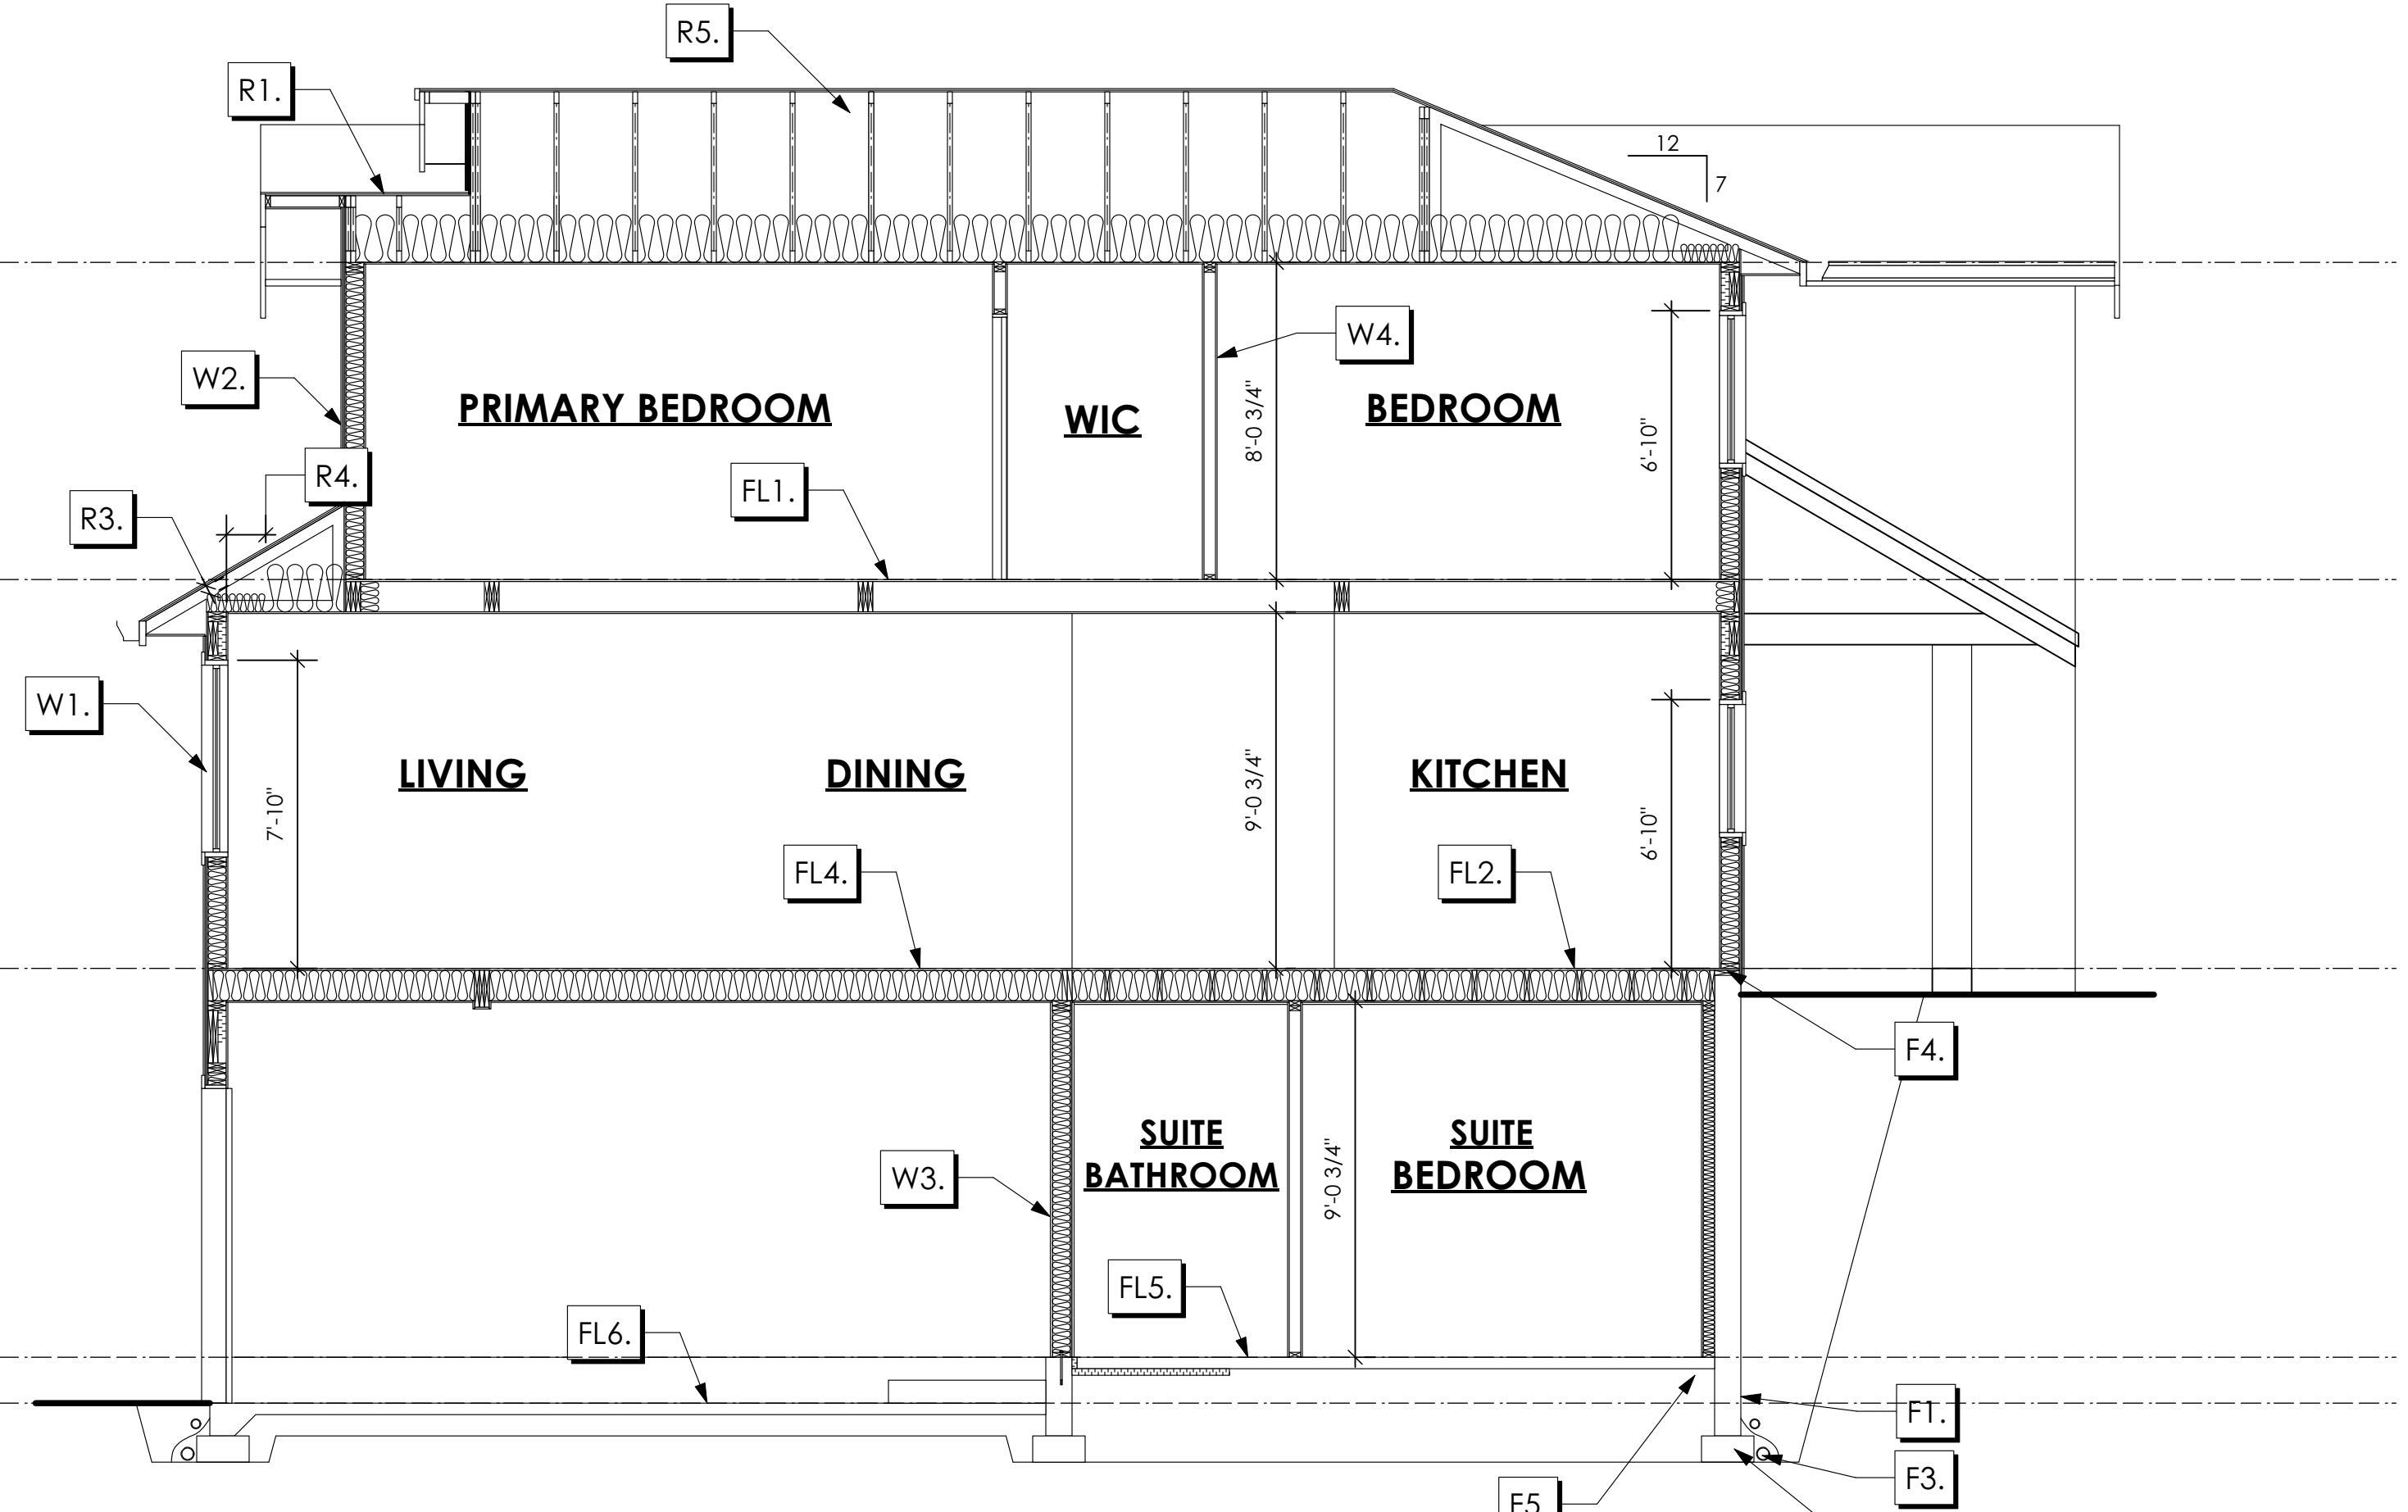 R5.
R1.
12
7
W4.
W2.
PRIMARY BEDROOM
WIC
8'-0 3/4"
BEDROOM
6'-10"
R4.
FL1.
R3.
W1.
LIVING
DINING
9'-0 3/4"
KITCHEN
7'-10"
6'-10"
FL4.
FL2.
F4.
SUITE
BATHROOM
9'-0 3/4"
SUITE
BEDROOM
W3.
FL5.
FL6.
F1.
F3.